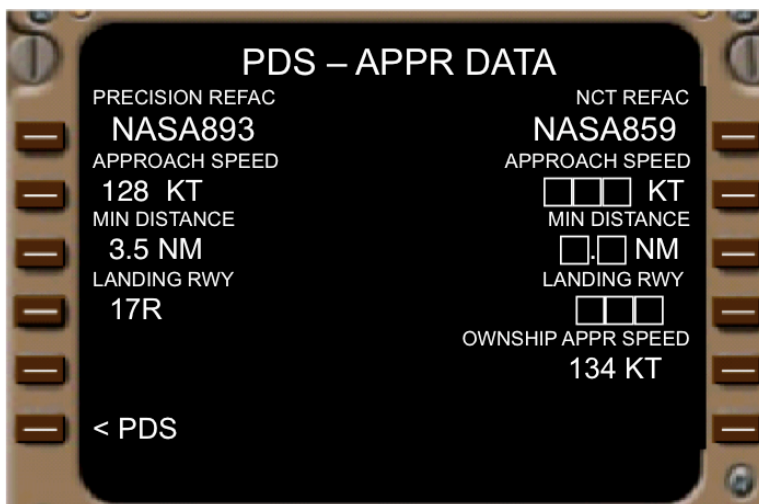 PDS – APPR DATA
PRECISION REFAC NCT REFAC
NASA893 NASA859
APPROACH SPEED APPROACH SPEED
128 KT □□□ KT
MIN DISTANCE MIN DISTANCE
3.5 NM □.□ NM
LANDING RWY LANDING RWY
17R □□□
OWNSHIP APPR SPEED
134 KT
< PDS